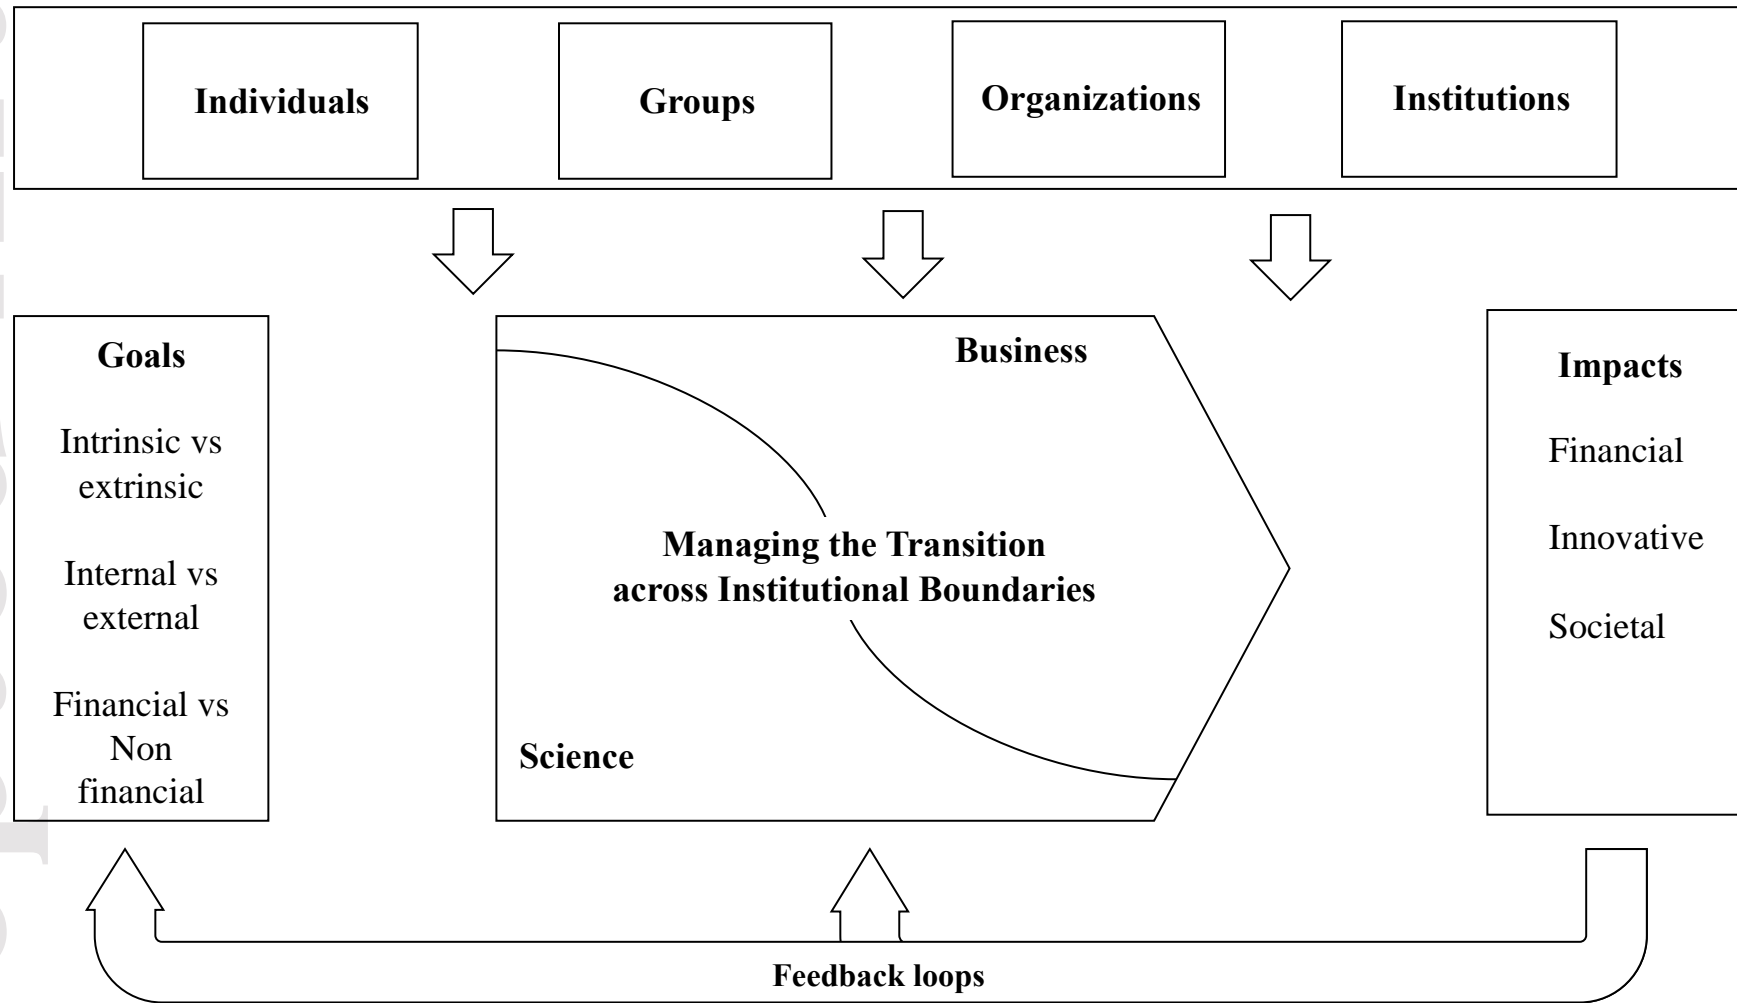 Individuals
Groups
Organizations
Institutions
Goals
Intrinsic vs
extrinsic
Internal vs
external
Financial vs
Non
financial
Business
Managing the Transition
across Institutional Boundaries
Science
Impacts
Financial
Innovative
Societal
Feedback loops